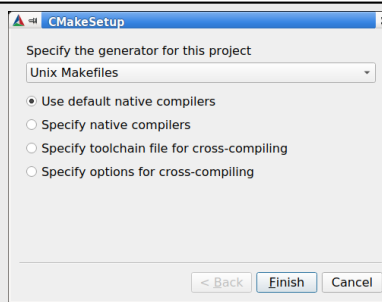 CMakeSetup
Specify the generator for this project
Unix Makefiles
Use default native compilers
Specify native compilers
Specify toolchain file for cross-compiling
Specify options for cross-compiling
< Back Finish Cancel